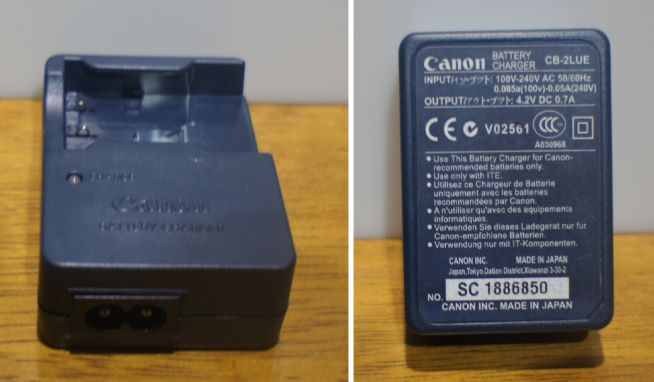 CHARGE
Canon
BATTERY CHARGER
Canon BATTERY CHARGER CB-2LUE
INPUT/インプット: 100V-240V AC 50/60Hz
0.085a(100v)-0.05A(240V)
OUTPUT/アウトプット: 4.2V DC 0.7A
CE V02561 CCC
A030968
● Use This Battery Charger for Canon-
recommended batteries only.
● Use only with ITE.
● Utilisez ce Chargeur de Batterie
uniquement avec les batteries
recommandées par Canon.
● A n'utiliser qu'avec des equipements
informatiques.
● Verwenden Sie dieses Ladegerat nur fur
Canon-empfohlene Batterien.
● Verwendung nur mit IT-Komponenten.
CANON INC. MADE IN JAPAN
Japan,Tokyo,Datian District,Xiawanzi 3-30-2
NO. SC 1886850
CANON INC. MADE IN JAPAN